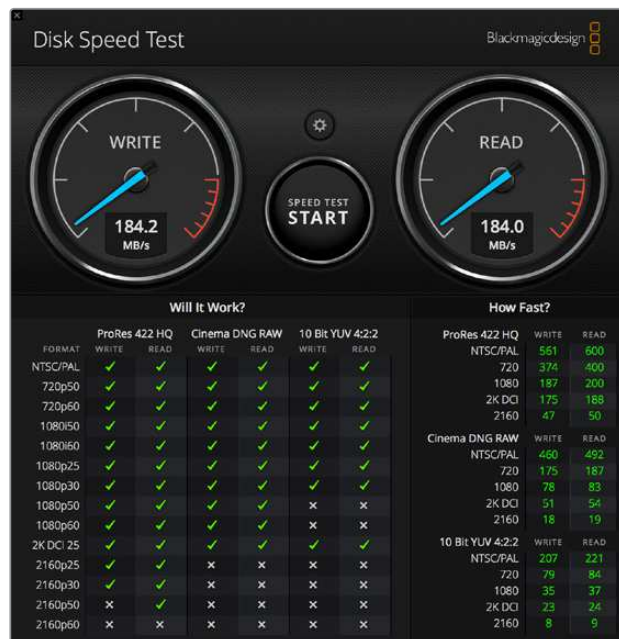 Disk Speed Test
Blackmagicdesign
WRITE
184.2
MB/s
SPEED TEST
START
READ
184.0
MB/s
Will It Work?
ProRes 422 HQ Cinema DNG RAW 10 Bit YUV 4:2:2
FORMAT WRITE READ WRITE READ WRITE READ
NTSC/PAL ✓ ✓ ✓ ✓ ✓ ✓
720p50 ✓ ✓ ✓ ✓ ✓ ✓
720p60 ✓ ✓ ✓ ✓ ✓ ✓
1080i50 ✓ ✓ ✓ ✓ ✓ ✓
1080i60 ✓ ✓ ✓ ✓ ✓ ✓
1080p25 ✓ ✓ ✓ ✓ ✓ ✓
1080p30 ✓ ✓ ✓ ✓ ✓ ✓
1080p50 ✓ ✓ ✓ ✓ × ×
1080p60 ✓ ✓ ✓ ✓ × ×
2K DCI 25 ✓ ✓ ✓ ✓ ✓ ✓
2160p25 ✓ ✓ × × × ×
2160p30 ✓ ✓ × × × ×
2160p50 × ✓ × × × ×
2160p60 × × × × × ×
How Fast?
ProRes 422 HQ WRITE READ
NTSC/PAL 561 600
720 374 400
1080 187 200
2K DCI 175 188
2160 47 50
Cinema DNG RAW WRITE READ
NTSC/PAL 460 492
720 175 187
1080 78 83
2K DCI 51 54
2160 18 19
10 Bit YUV 4:2:2 WRITE READ
NTSC/PAL 207 221
720 79 84
1080 35 37
2K DCI 23 24
2160 8 9